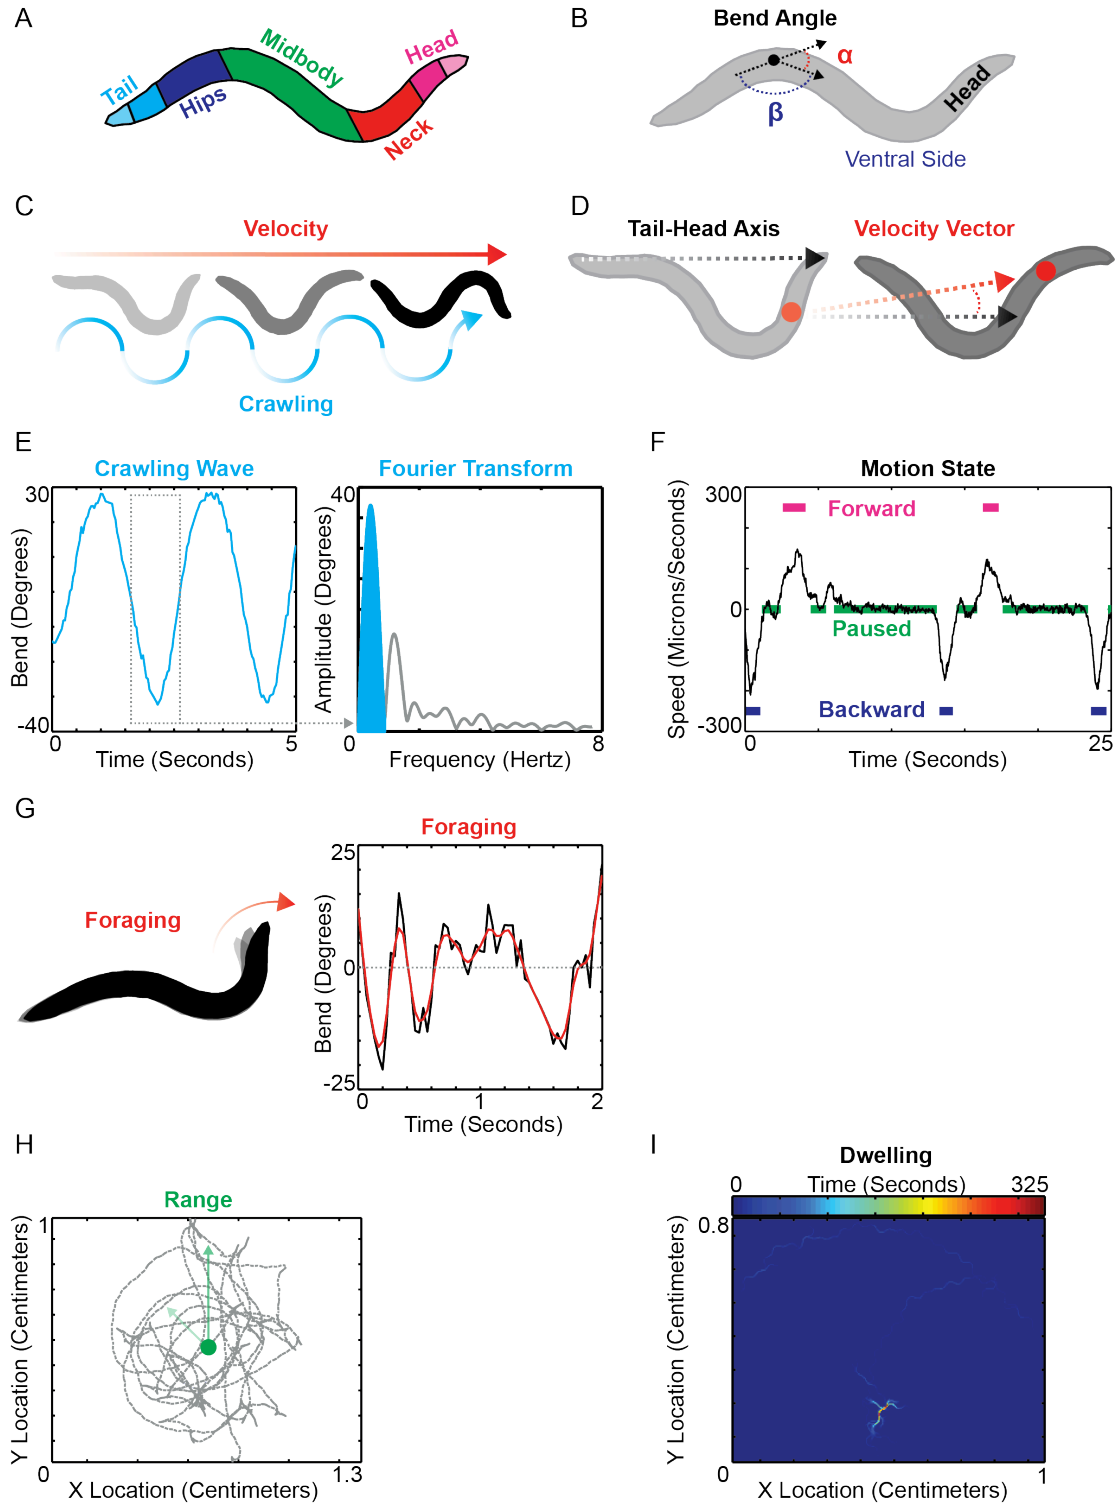 A
Tail
Hips
Midbody
Neck
Head
B
Bend Angle
α
β
Head
Ventral Side
C
Velocity
Crawling
D
Tail-Head Axis
Velocity Vector
E
Crawling Wave
30
Bend (Degrees)
-40
0
5
Time (Seconds)
Fourier Transform
40
Amplitude (Degrees)
0
8
Frequency (Hertz)
F
Motion State
300
Speed (Microns/Seconds)
0
-300
Forward
Paused
Backward
0
25
Time (Seconds)
G
Foraging
Foraging
25
Bend (Degrees)
0
-25
0
1
2
Time (Seconds)
H
Range
1
Y Location (Centimeters)
0
1.3
X Location (Centimeters)
I
Dwelling
0
Time (Seconds)
325
0.8
Y Location (Centimeters)
0
1
X Location (Centimeters)